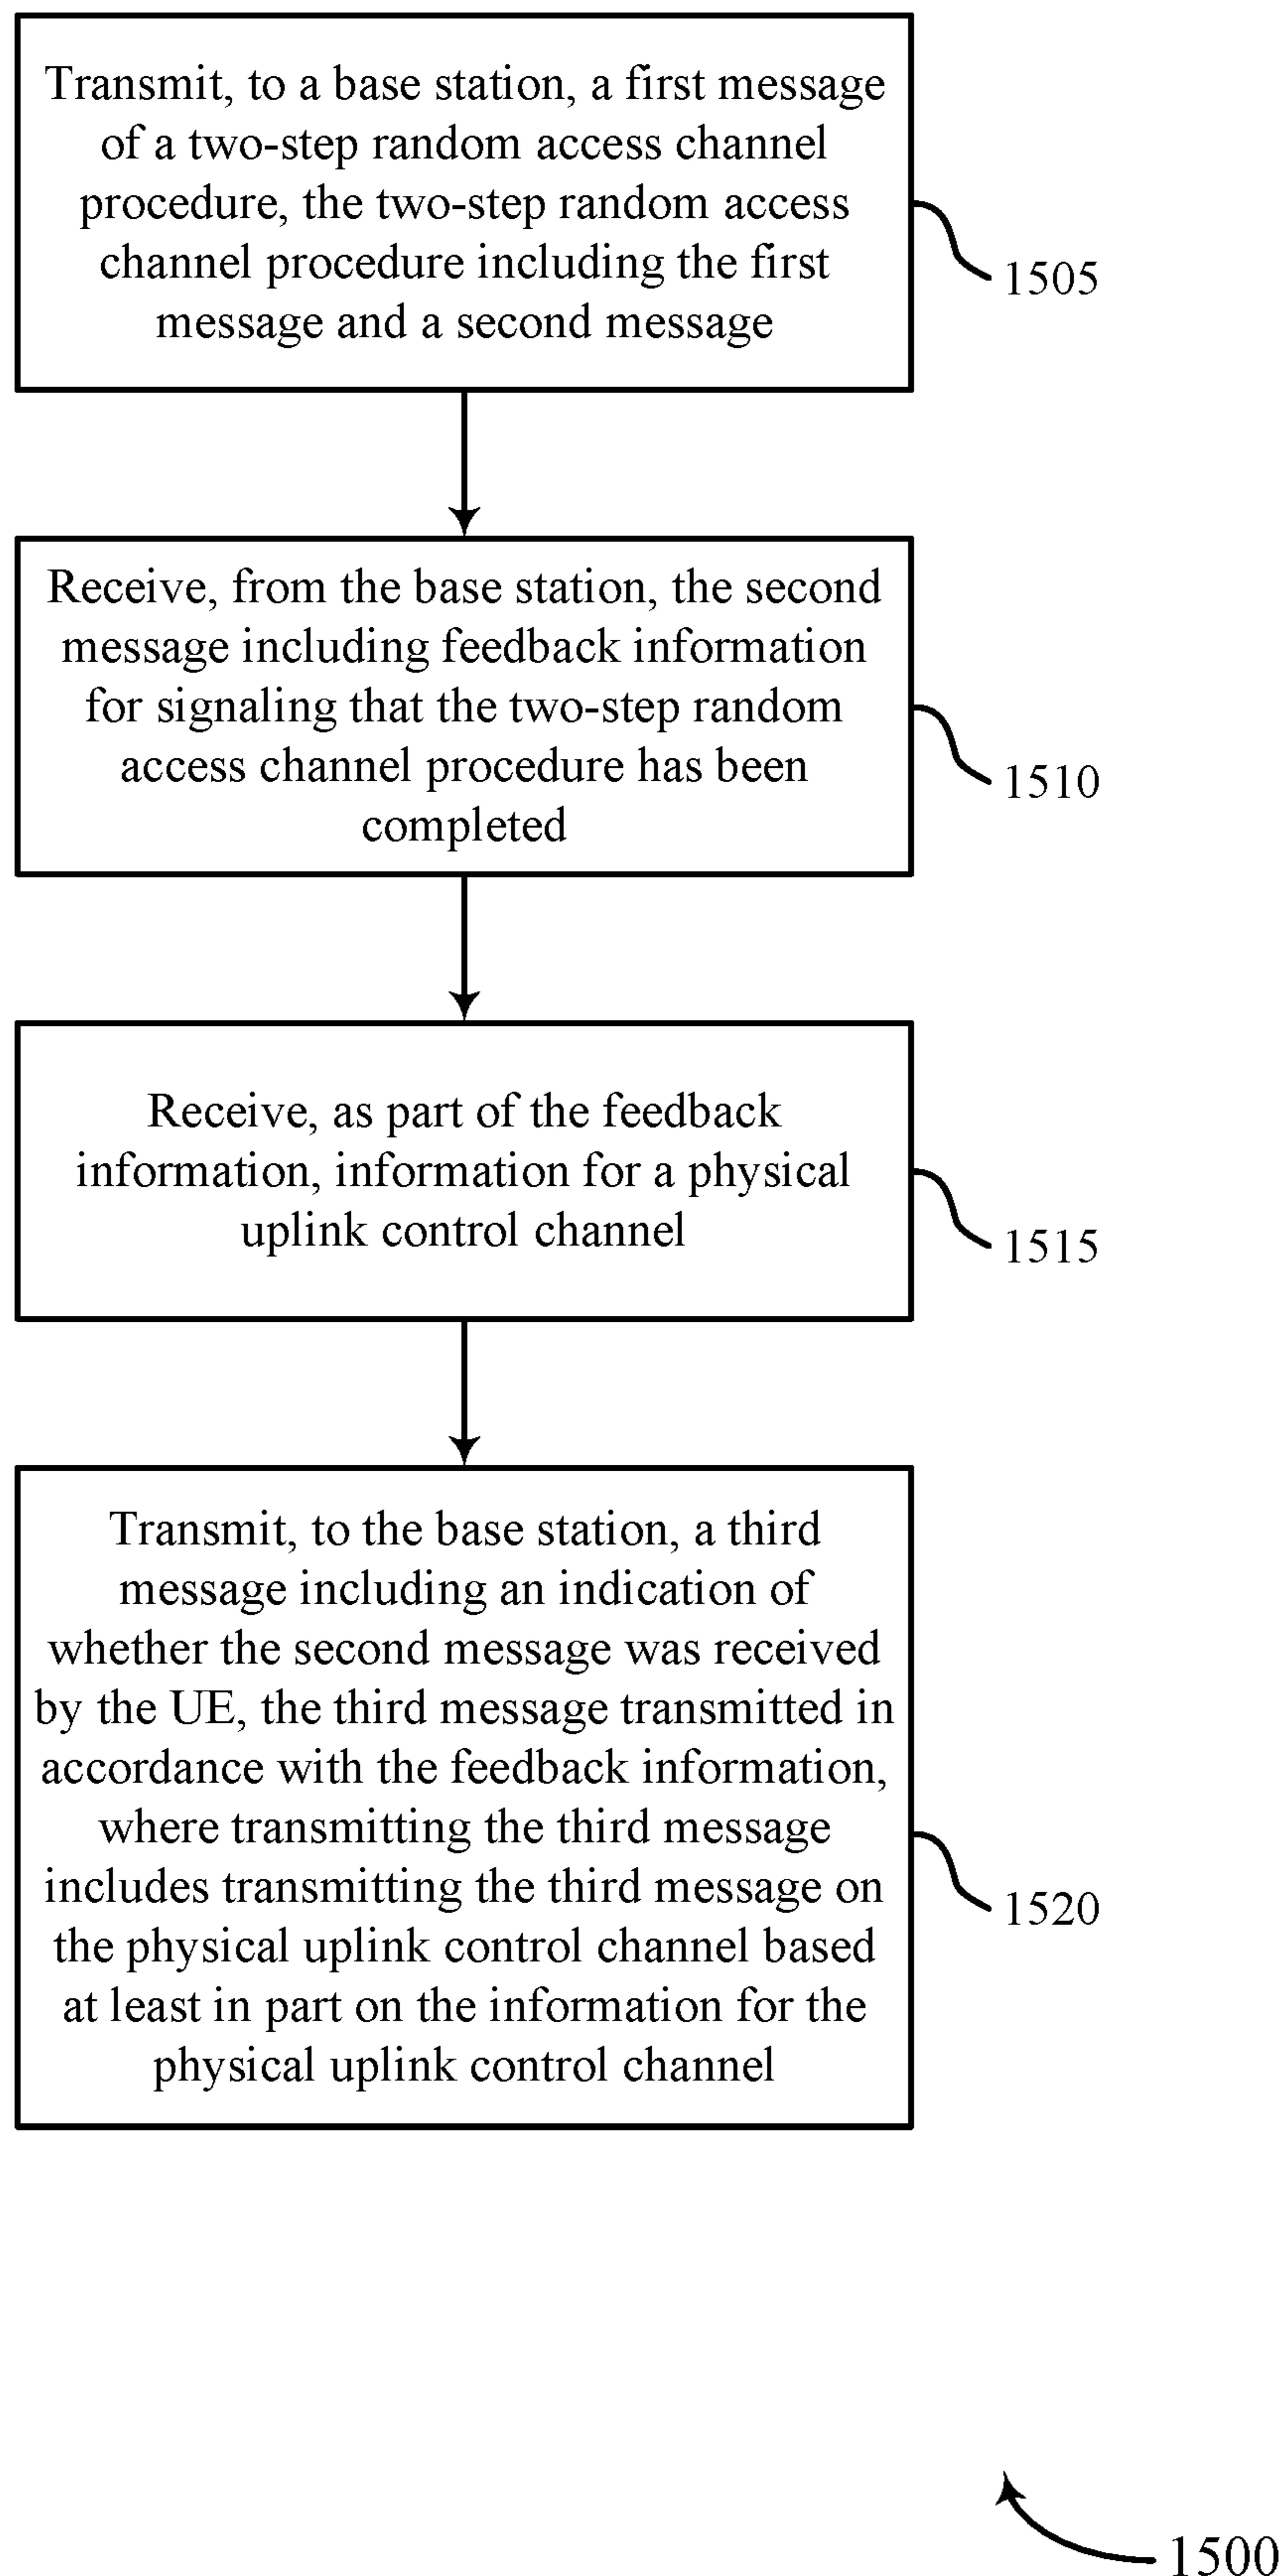 Transmit, to a base station, a first message
of a two-step random access channel
procedure, the two-step random access
channel procedure including the first
message and a second message
1505
Receive, from the base station, the second
message including feedback information
for signaling that the two-step random
access channel procedure has been
completed
1510
Receive, as part of the feedback
information, information for a physical
uplink control channel
1515
Transmit, to the base station, a third
message including an indication of
whether the second message was received
by the UE, the third message transmitted in
accordance with the feedback information,
where transmitting the third message
includes transmitting the third message on
the physical uplink control channel based
at least in part on the information for the
physical uplink control channel
1520
1500